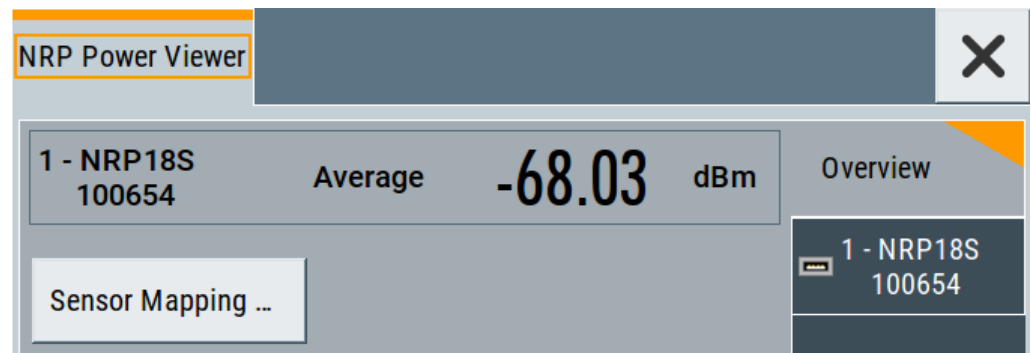 NRP Power Viewer
1 - NRP18S
100654
Average
-68.03
dBm
Overview
1 - NRP18S
100654
Sensor Mapping ...